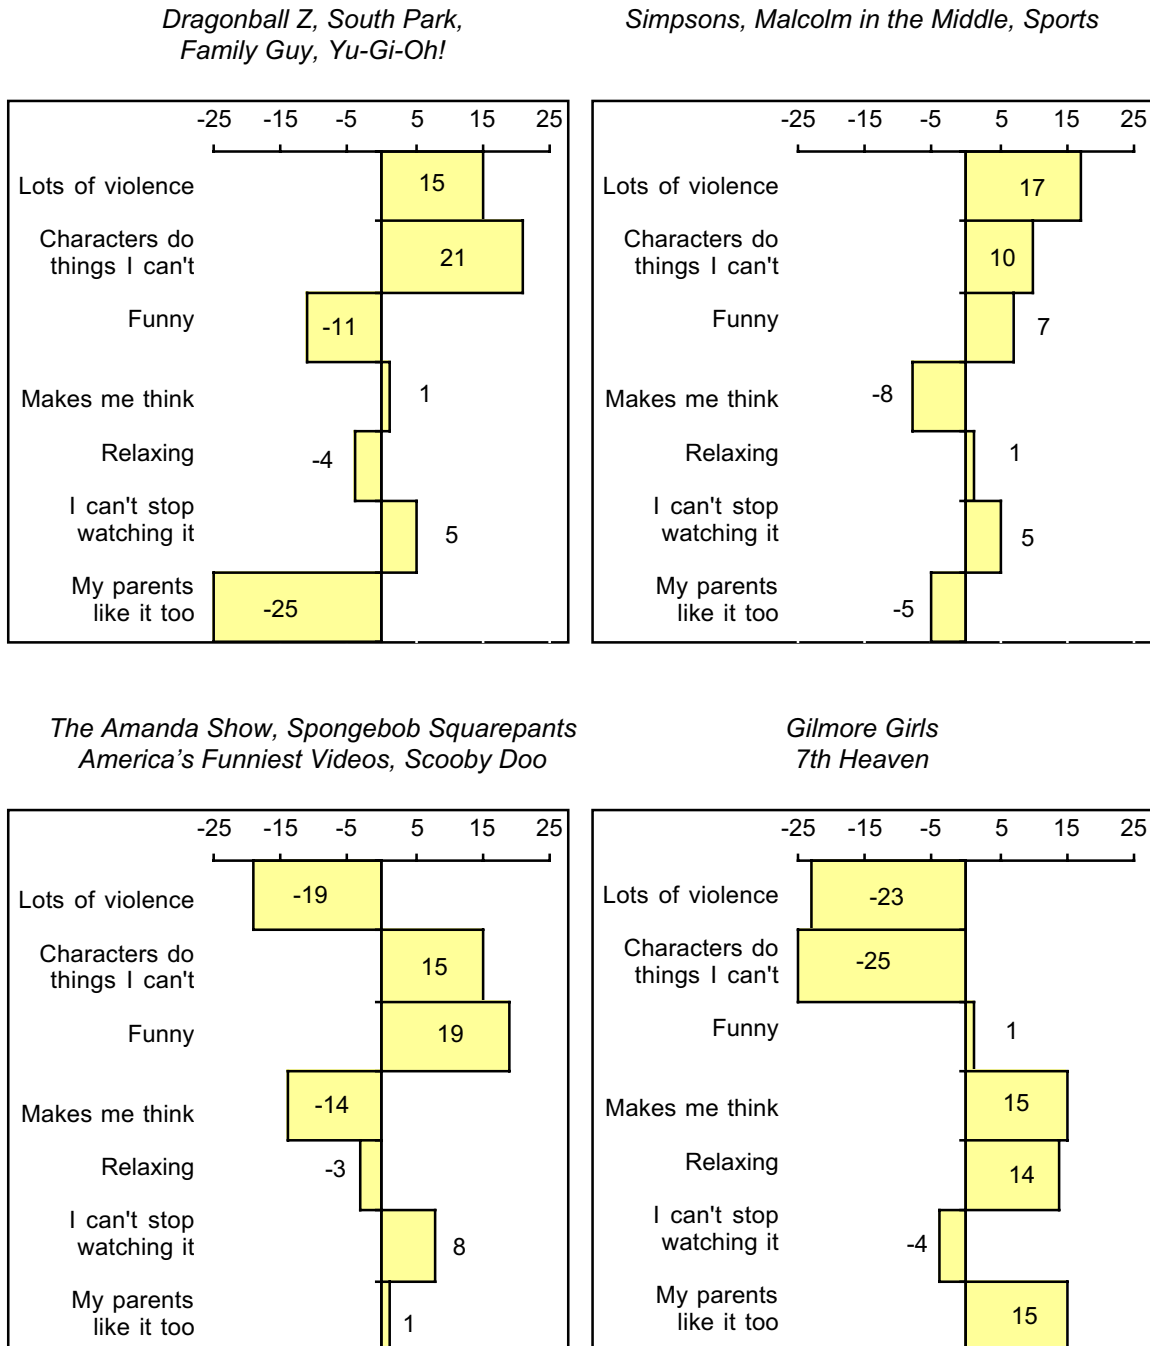 Dragonball Z, South Park,
Family Guy, Yu-Gi-Oh!
-25 -15 -5 5 15 25
Lots of violence 15
Characters do
things I can't 21
Funny -11
Makes me think 1
Relaxing -4
I can't stop
watching it 5
My parents
like it too -25
Simpsons, Malcolm in the Middle, Sports
-25 -15 -5 5 15 25
Lots of violence 17
Characters do
things I can't 10
Funny 7
Makes me think -8
Relaxing 1
I can't stop
watching it 5
My parents
like it too -5
The Amanda Show, Spongebob Squarepants
America’s Funniest Videos, Scooby Doo
-25 -15 -5 5 15 25
Lots of violence -19
Characters do
things I can't 15
Funny 19
Makes me think -14
Relaxing -3
I can't stop
watching it 8
My parents
like it too 1
Gilmore Girls
7th Heaven
-25 -15 -5 5 15 25
Lots of violence -23
Characters do
things I can't -25
Funny 1
Makes me think 15
Relaxing 14
I can't stop
watching it -4
My parents
like it too 15